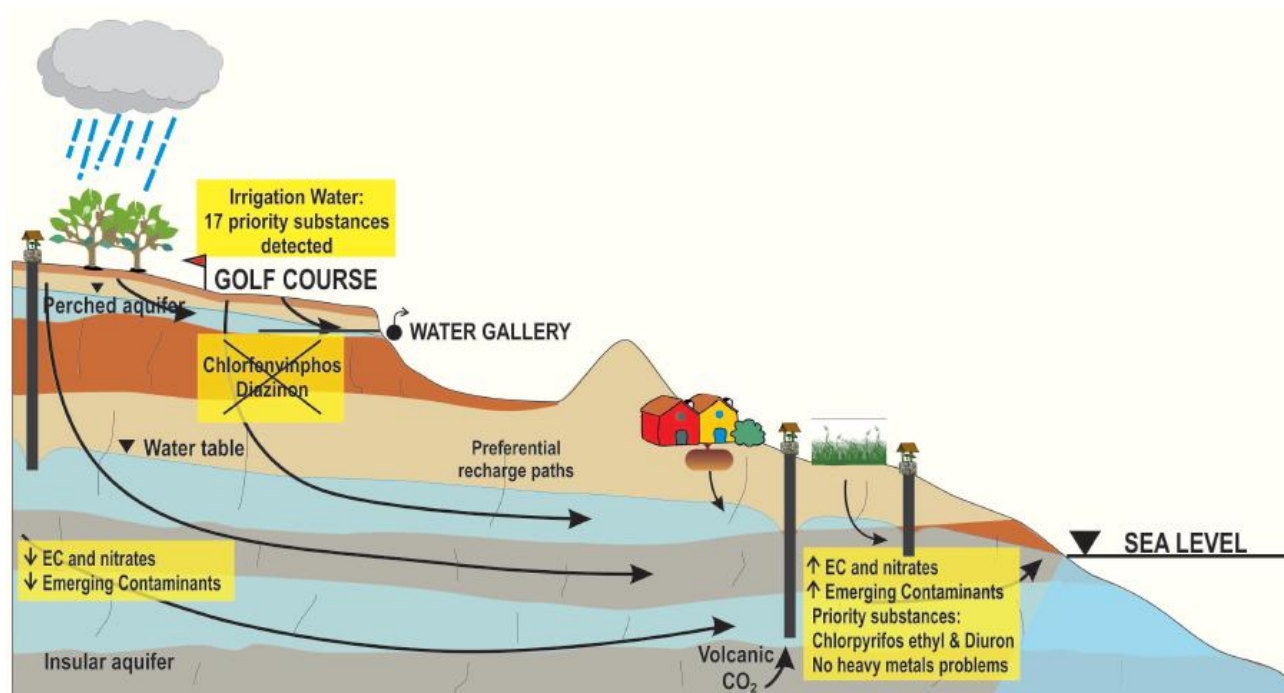 Irrigation Water:
17 priority substances
detected
GOLF COURSE
Perched aquifer
WATER GALLERY
Chlorfenvinphos
Diazinon
Water table
Preferential
recharge paths
SEA LEVEL
↓ EC and nitrates
↓ Emerging Contaminants
↑ EC and nitrates
↑ Emerging Contaminants
Priority substances:
Chlorpyrifos ethyl & Diuron
No heavy metals problems
Insular aquifer
Volcanic
CO₂